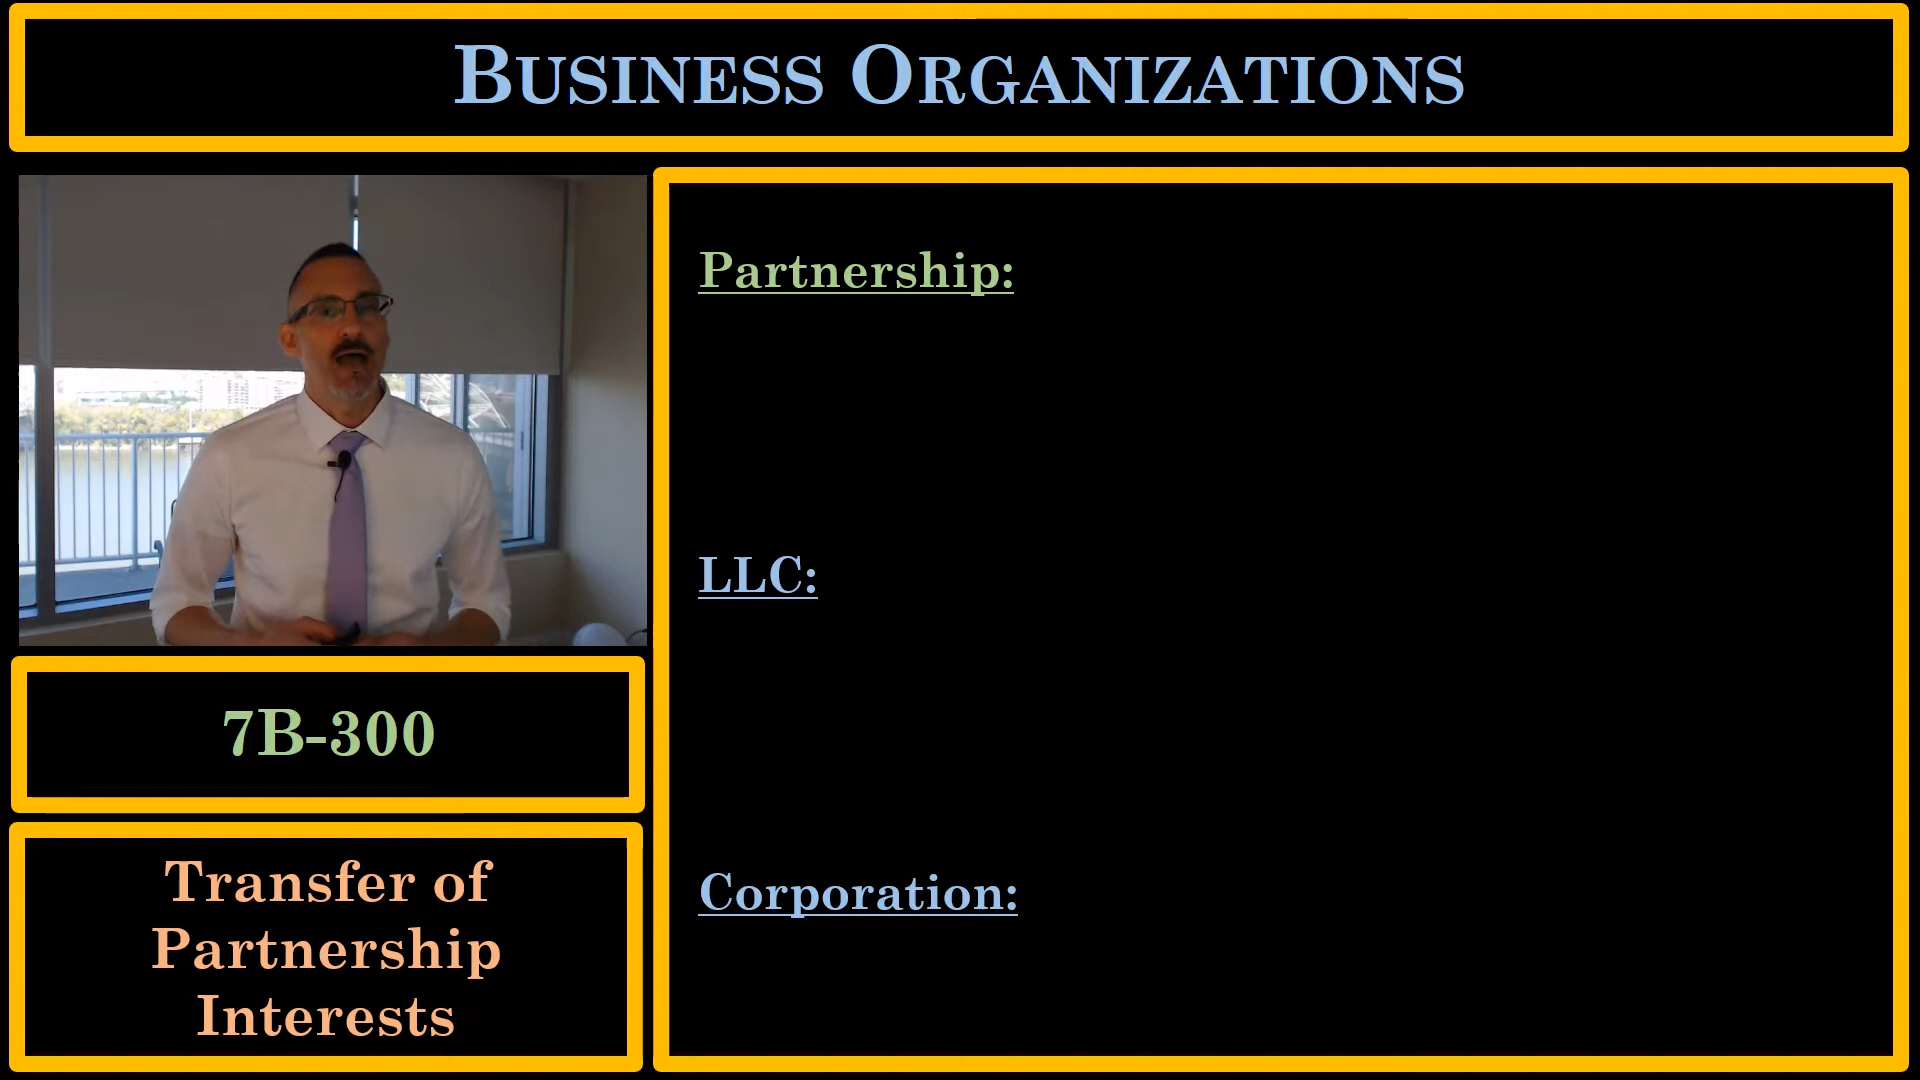 BUSINESS ORGANIZATIONS
Partnership:
LLC:
Corporation:
7B-300
Transfer of
Partnership
Interests